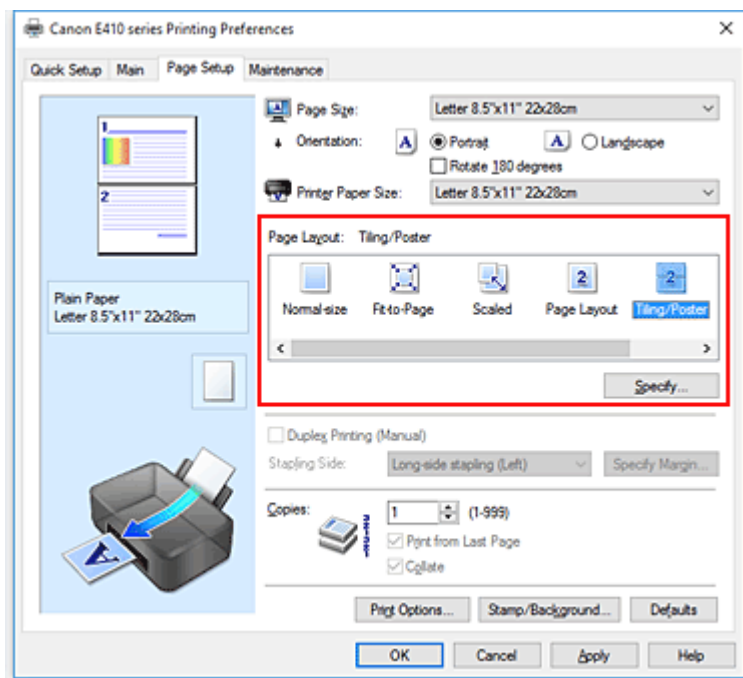 Canon E410 series Printing Preferences
Quick Setup Main Page Setup Maintenance
1
2
Plain Paper
Letter 8.5"x11" 22x28cm
Page Size: Letter 8.5"x11" 22x28cm
Orientation: A Portrait A Landscape
Rotate 180 degrees
Printer Paper Size: Letter 8.5"x11" 22x28cm
Page Layout: Tiling/Poster
2 2
Normal-size Fit-to-Page Scaled Page Layout Tiling/Poster
Specify...
Duplex Printing (Manual)
Stapling Side: Long-side stapling (Left) Specify Margin...
Copies: 1 (1-999)
Print from Last Page
Collate
A
Print Options... Stamp/Background... Defaults
OK Cancel Apply Help